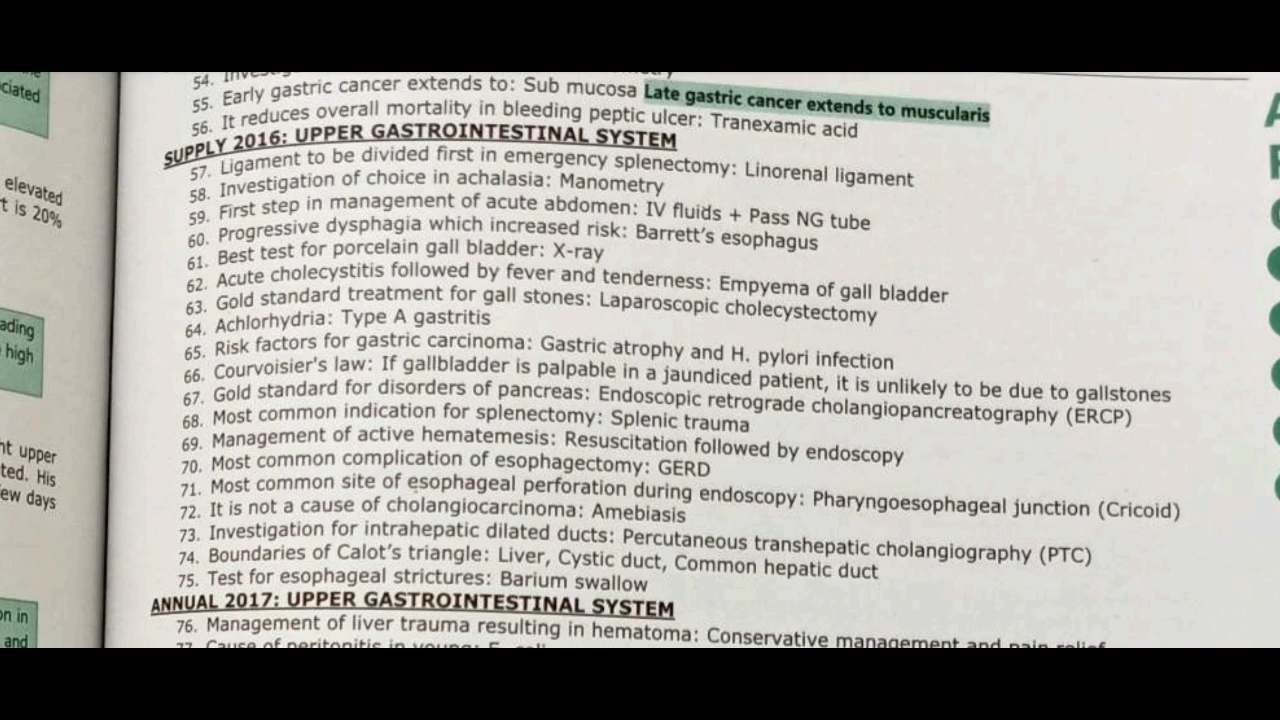 ciated
elevated
t is 20%
ading
high
nt upper
ted. His
ew days
on in
and
54.
55. Early gastric cancer extends to: Sub mucosa Late gastric cancer extends to muscularis
56. It reduces overall mortality in bleeding peptic ulcer: Tranexamic acid
SUPPLY 2016: UPPER GASTROINTESTINAL SYSTEM
57. Ligament to be divided first in emergency splenectomy: Linorenal ligament
58. Investigation of choice in achalasia: Manometry
59. First step in management of acute abdomen: IV fluids + Pass NG tube
60. Progressive dysphagia which increased risk: Barrett's esophagus
61. Best test for porcelain gall bladder: X-ray
62. Acute cholecystitis followed by fever and tenderness: Empyema of gall bladder
63. Gold standard treatment for gall stones: Laparoscopic cholecystectomy
64. Achlorhydria: Type A gastritis
65. Risk factors for gastric carcinoma: Gastric atrophy and H. pylori infection
66. Courvoisier's law: If gallbladder is palpable in a jaundiced patient, it is unlikely to be due to gallstones
67. Gold standard for disorders of pancreas: Endoscopic retrograde cholangiopancreatography (ERCP)
68. Most common indication for splenectomy: Splenic trauma
69. Management of active hematemesis: Resuscitation followed by endoscopy
70. Most common complication of esophagectomy: GERD
71. Most common site of esophageal perforation during endoscopy: Pharyngoesophageal junction (Cricoid)
72. It is not a cause of cholangiocarcinoma: Amebiasis
73. Investigation for intrahepatic dilated ducts: Percutaneous transhepatic cholangiography (PTC)
74. Boundaries of Calot's triangle: Liver, Cystic duct, Common hepatic duct
75. Test for esophageal strictures: Barium swallow
ANNUAL 2017: UPPER GASTROINTESTINAL SYSTEM
76. Management of liver trauma resulting in hematoma: Conservative management and pain relief
77. Cause of peritonitis in young: E. coli